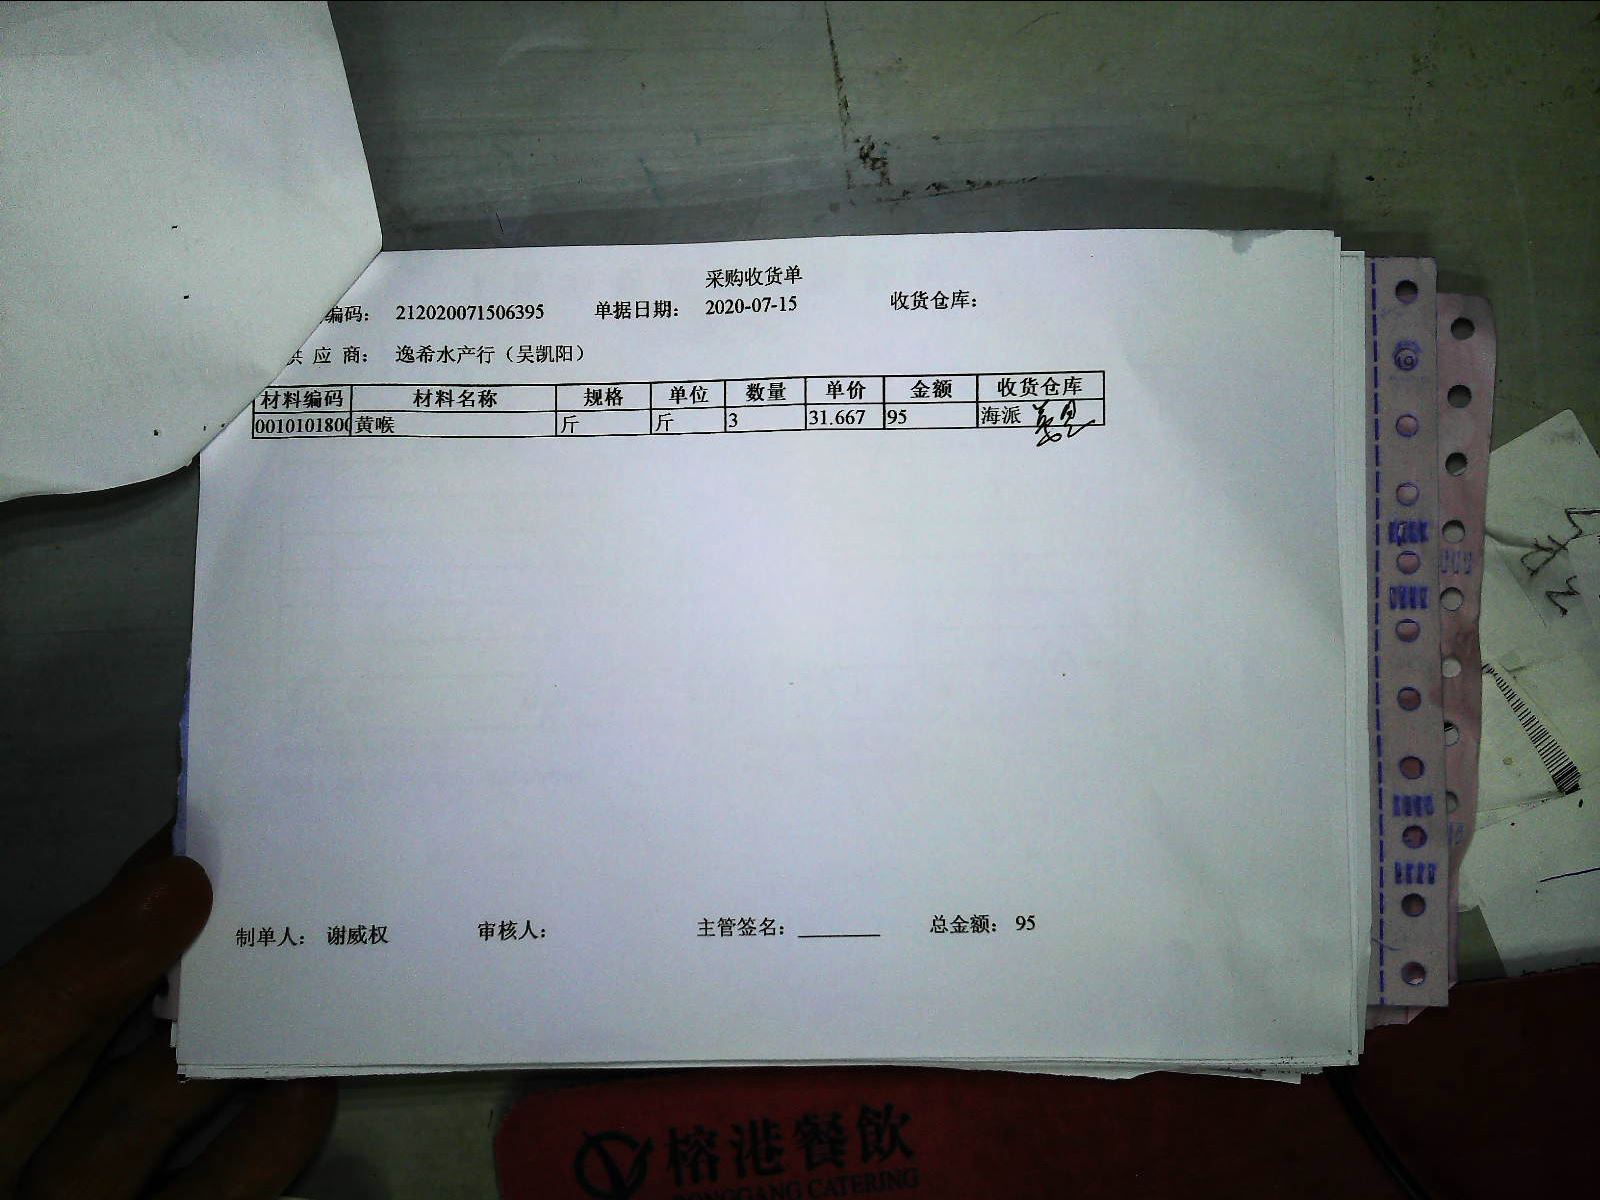 采购收货单
编码： 212020071506395 单据日期： 2020-07-15 收货仓库：
供 应 商： 逸希水产行（吴凯阳）
材料编码 材料名称 规格 单位 数量 单价 金额 收货仓库
0010101800 黄喉 斤 斤 3 31.667 95 海派
制单人： 谢威权 审核人： 主管签名： ________ 总金额： 95
榕港餐飲
RONGGANG CATERING